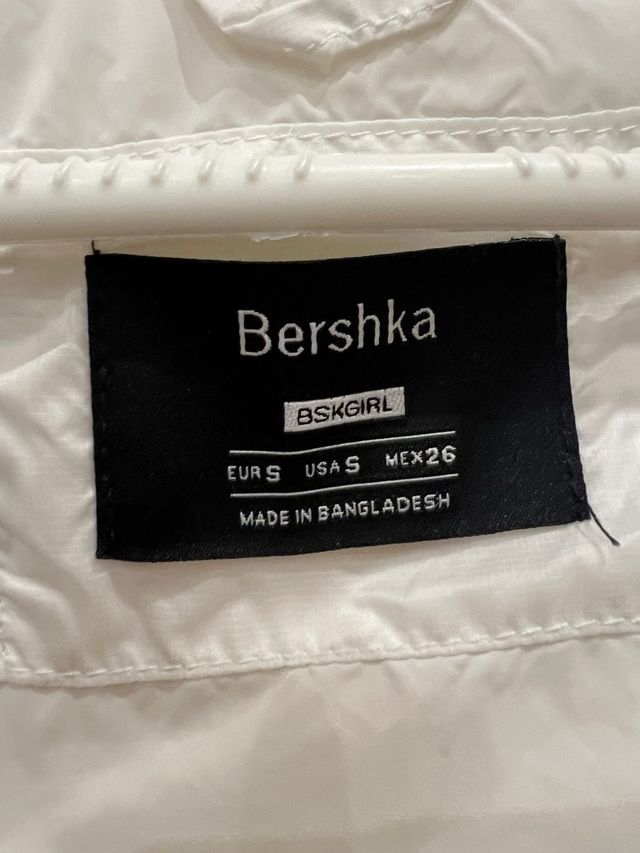 Bershka
BSKGIRL
EUR S USA S MEX 26
MADE IN BANGLADESH